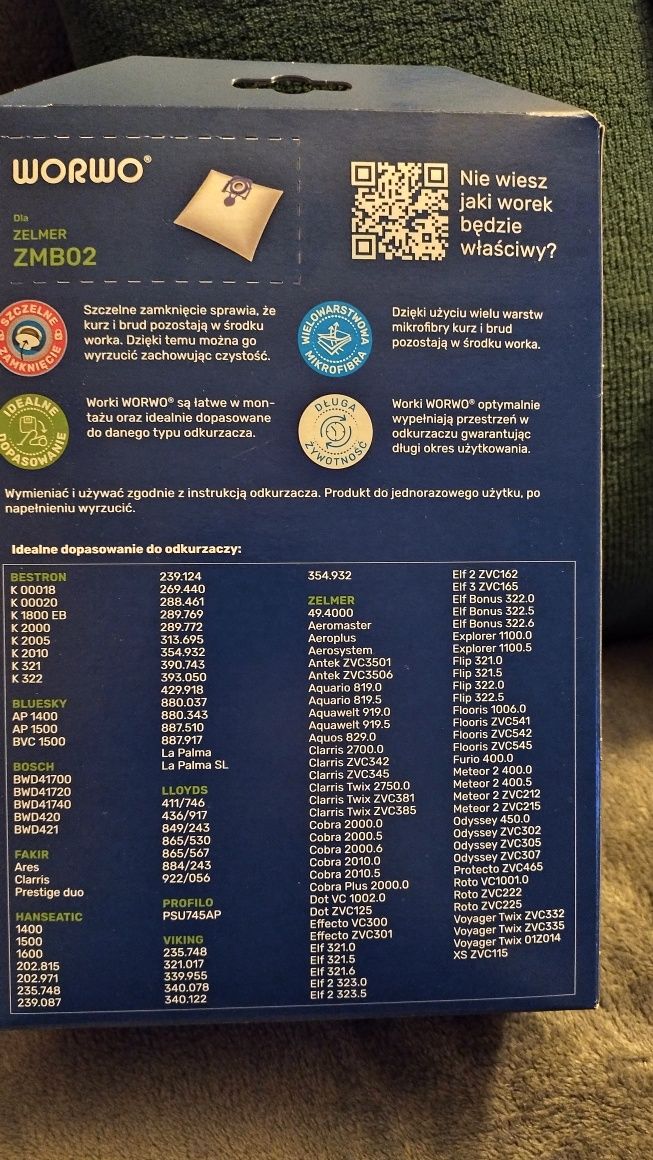 WORWO®
Dla
ZELMER
ZMB02
Nie wiesz
jaki worek
będzie
właściwy?
SZCZELNE
ZAMKNIĘCIE
Szczelne zamknięcie sprawia, że
kurz i brud pozostają w środku
worka. Dzięki temu można go
wyrzucić zachowując czystość.
WIELOWARSTWOWA
MIKROFIBRA
Dzięki użyciu wielu warstw
mikrofibry kurz i brud
pozostają w środku worka.
IDEALNE
DOPASOWANIE
Worki WORWO® są łatwe w mon-
tażu oraz idealnie dopasowane
do danego typu odkurzacza.
DŁUGA
ŻYWOTNOŚĆ
Worki WORWO® optymalnie
wypełniają przestrzeń w
odkurzaczu gwarantując
długi okres użytkowania.
Wymieniać i używać zgodnie z instrukcją odkurzacza. Produkt do jednorazowego użytku, po
napełnieniu wyrzucić.
Idealne dopasowanie do odkurzaczy:
BESTRON
K 00018
K 00020
K 1800 EB
K 2000
K 2005
K 2010
K 321
K 322
BLUESKY
AP 1400
AP 1500
BVC 1500
BOSCH
BWD41700
BWD41720
BWD41740
BWD420
BWD421
FAKIR
Ares
Clarris
Prestige duo
HANSEATIC
1400
1500
1600
202.815
202.971
235.748
239.087
239.124
269.440
288.461
289.769
289.772
313.695
354.932
390.743
393.050
429.918
880.037
880.343
887.510
887.917
La Palma
La Palma SL
LLOYDS
411/746
436/917
849/243
865/530
865/567
884/243
922/056
PROFILO
PSU745AP
VIKING
235.748
321.017
339.955
340.078
340.122
354.932
ZELMER
49.4000
Aeromaster
Aeroplus
Aerosystem
Antek ZVC3501
Antek ZVC3506
Aquario 819.0
Aquario 819.5
Aquawelt 919.0
Aquawelt 919.5
Aquos 829.0
Clarris 2700.0
Clarris ZVC342
Clarris ZVC345
Clarris Twix 2750.0
Clarris Twix ZVC381
Clarris Twix ZVC385
Cobra 2000.0
Cobra 2000.5
Cobra 2000.6
Cobra 2010.0
Cobra 2010.5
Cobra Plus 2000.0
Dot VC 1002.0
Dot ZVC125
Effecto VC300
Effecto ZVC301
Elf 321.0
Elf 321.5
Elf 321.6
Elf 2 323.0
Elf 2 323.5
Elf 2 ZVC162
Elf 3 ZVC165
Elf Bonus 322.0
Elf Bonus 322.5
Elf Bonus 322.6
Explorer 1100.0
Explorer 1100.5
Flip 321.0
Flip 321.5
Flip 322.0
Flip 322.5
Flooris 1006.0
Flooris ZVC541
Flooris ZVC542
Flooris ZVC545
Furio 400.0
Meteor 2 400.0
Meteor 2 400.5
Meteor 2 ZVC212
Meteor 2 ZVC215
Odyssey 450.0
Odyssey ZVC302
Odyssey ZVC305
Odyssey ZVC307
Protecto ZVC465
Roto VC1001.0
Roto ZVC222
Roto ZVC225
Voyager Twix ZVC332
Voyager Twix ZVC335
Voyager Twix 01Z014
XS ZVC115